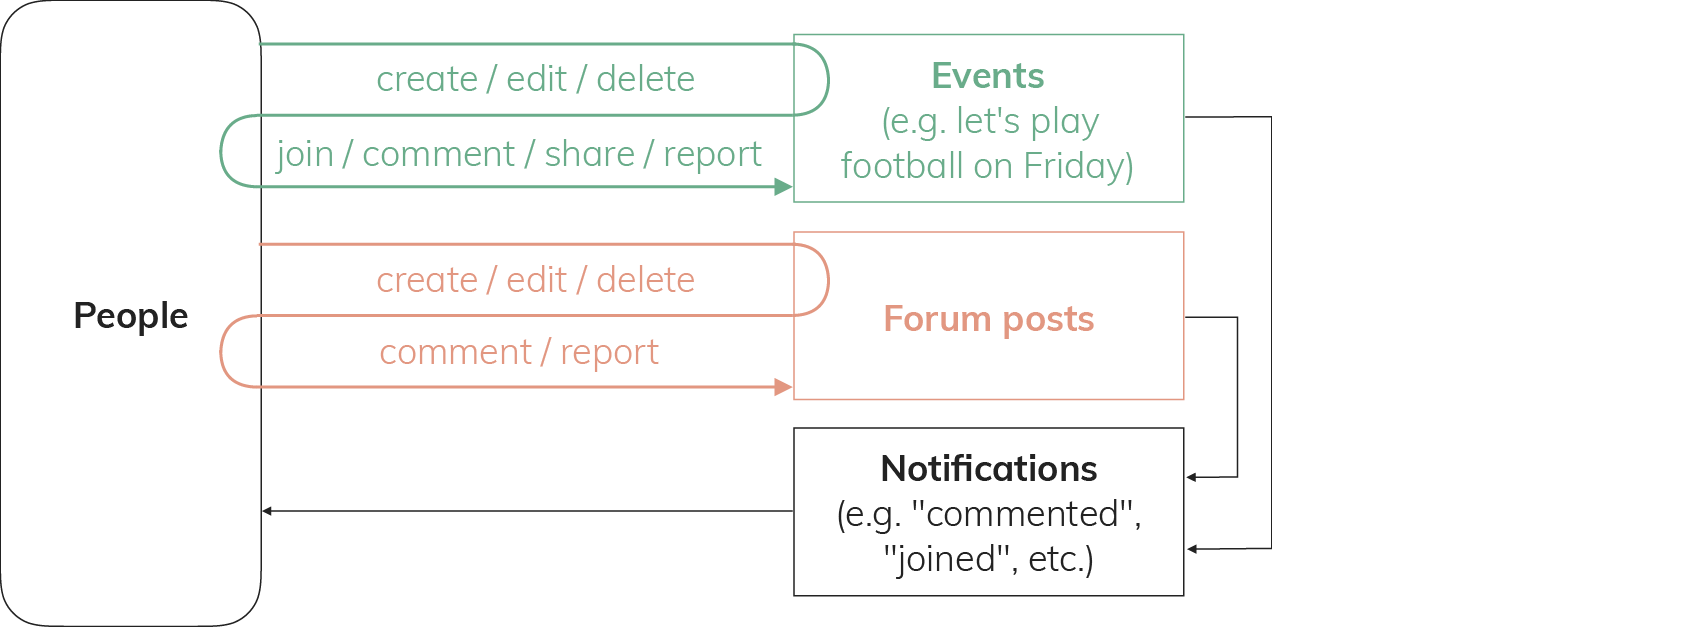 People
create / edit / delete
join / comment / share / report
Events
(e.g. let's play
football on Friday)
create / edit / delete
comment / report
Forum posts
Notifications
(e.g. "commented",
"joined", etc.)